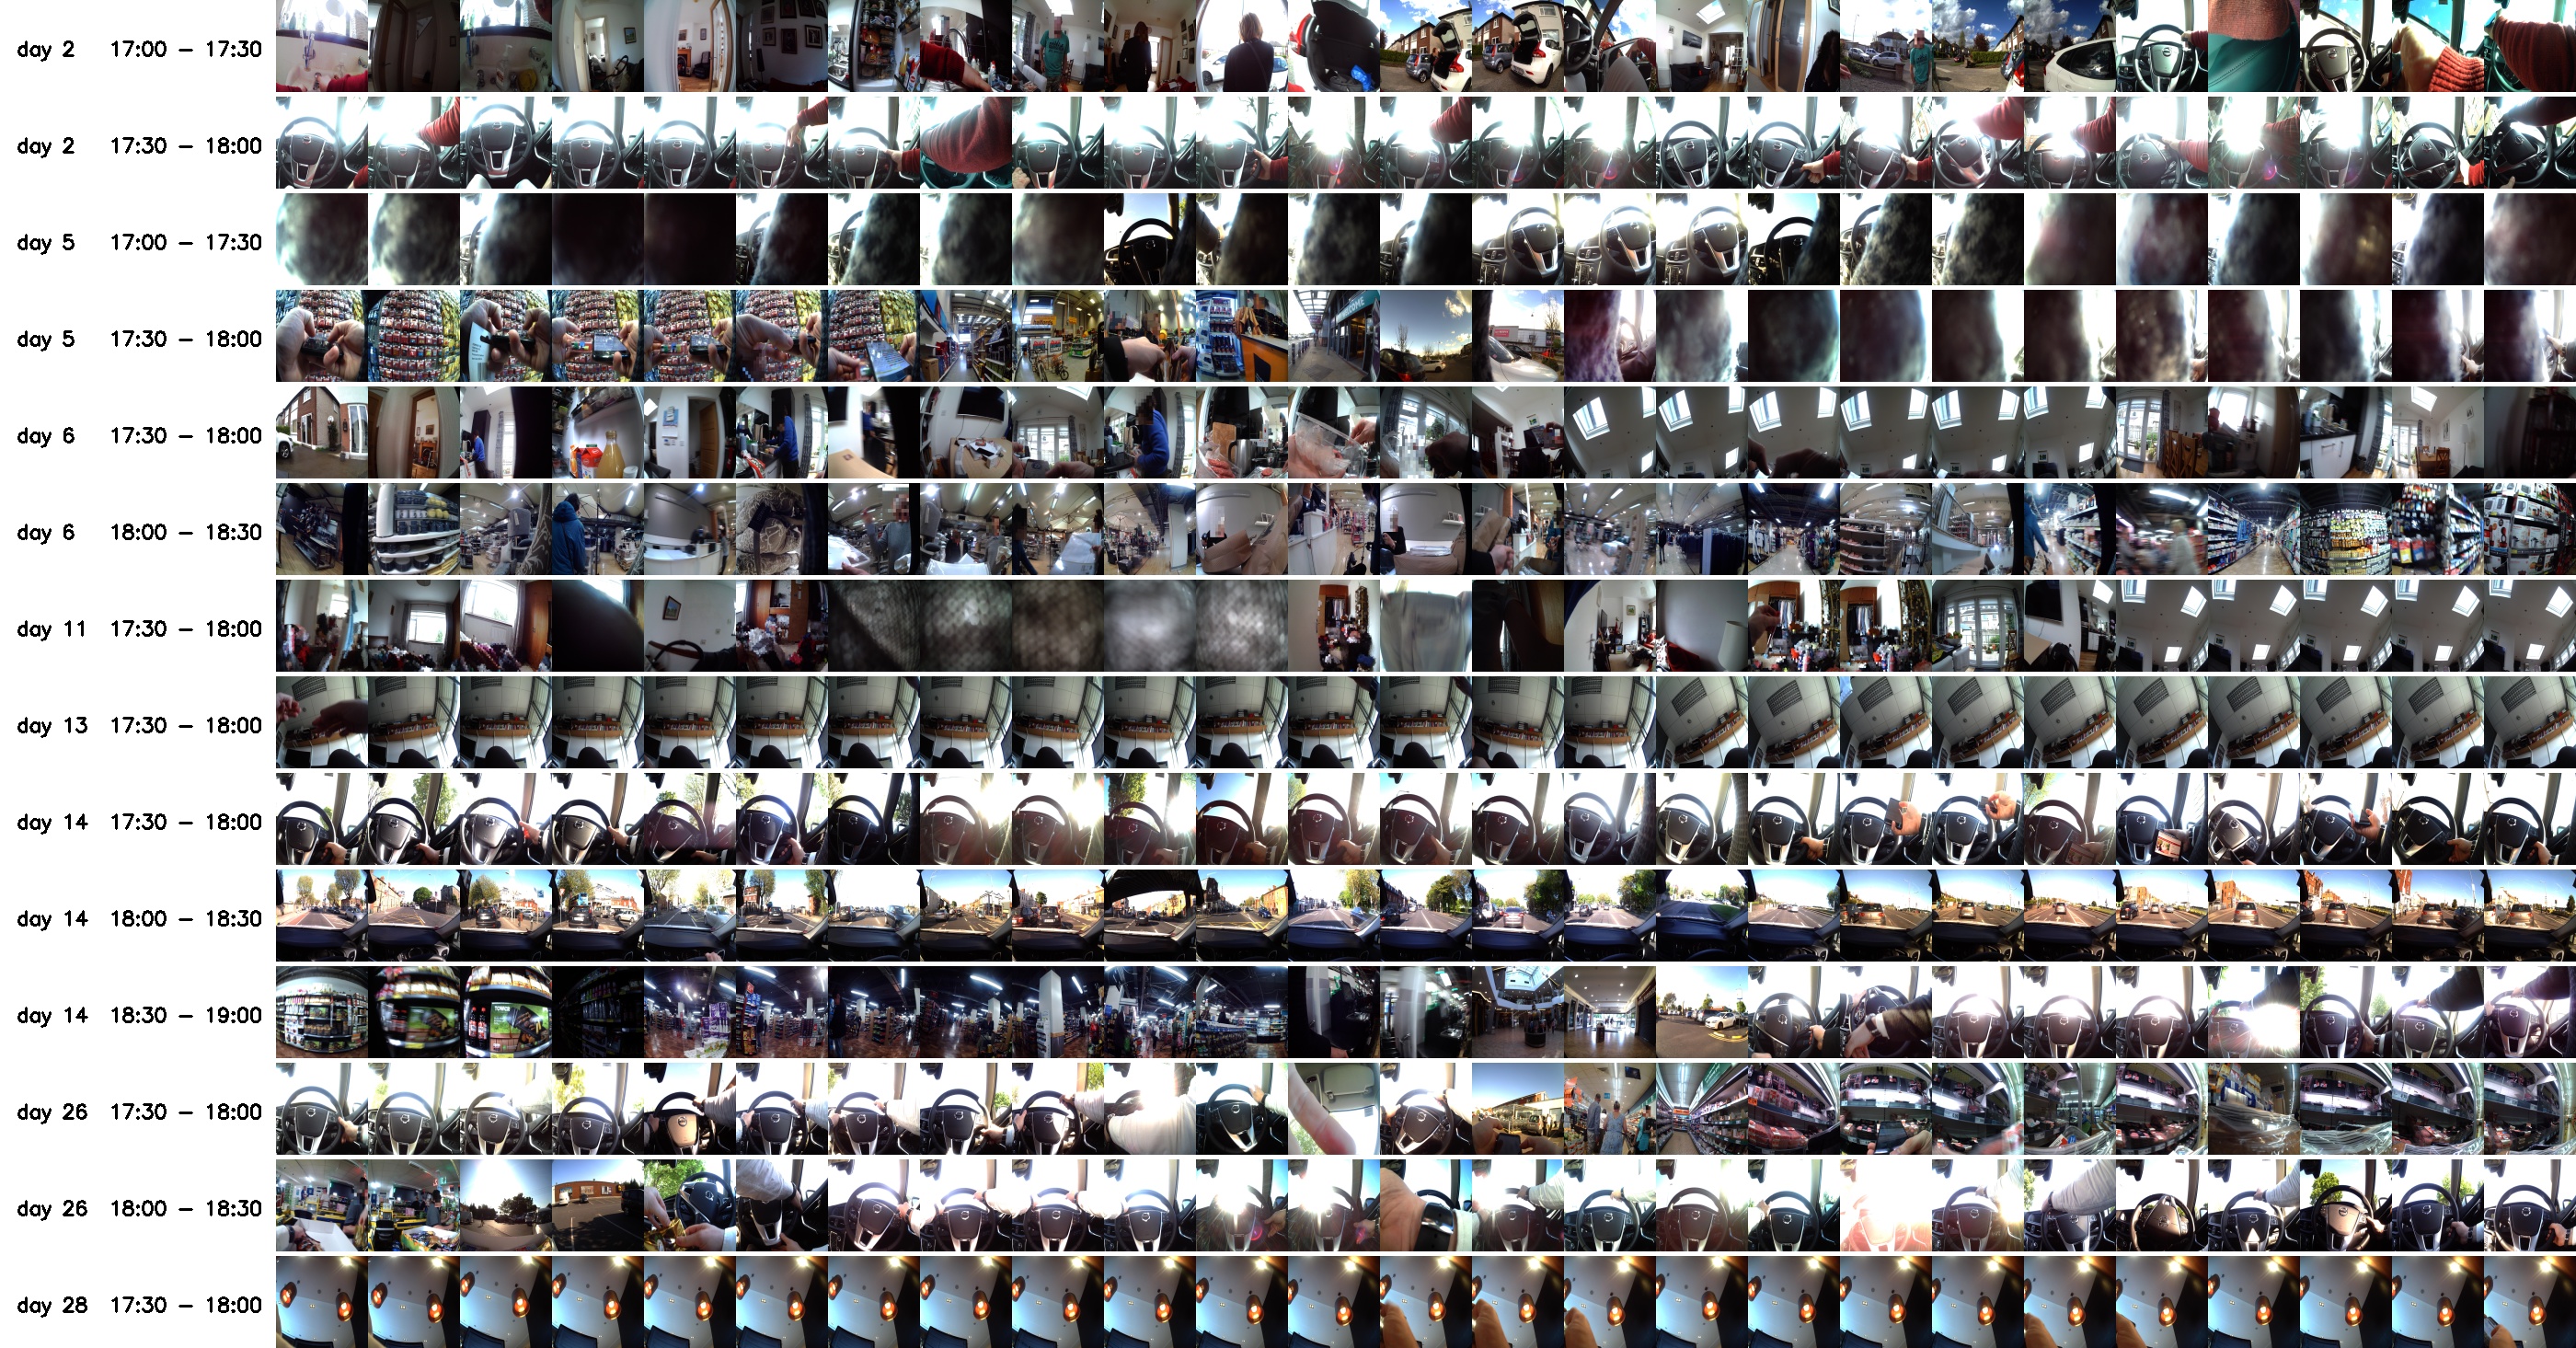 day 2 17:00 – 17:30
day 2 17:30 – 18:00
day 5 17:00 – 17:30
day 5 17:30 – 18:00
day 6 17:30 – 18:00
day 6 18:00 – 18:30
day 11 17:30 – 18:00
day 13 17:30 – 18:00
day 14 17:30 – 18:00
day 14 18:00 – 18:30
day 14 18:30 – 19:00
day 26 17:30 – 18:00
day 26 18:00 – 18:30
day 28 17:30 – 18:00